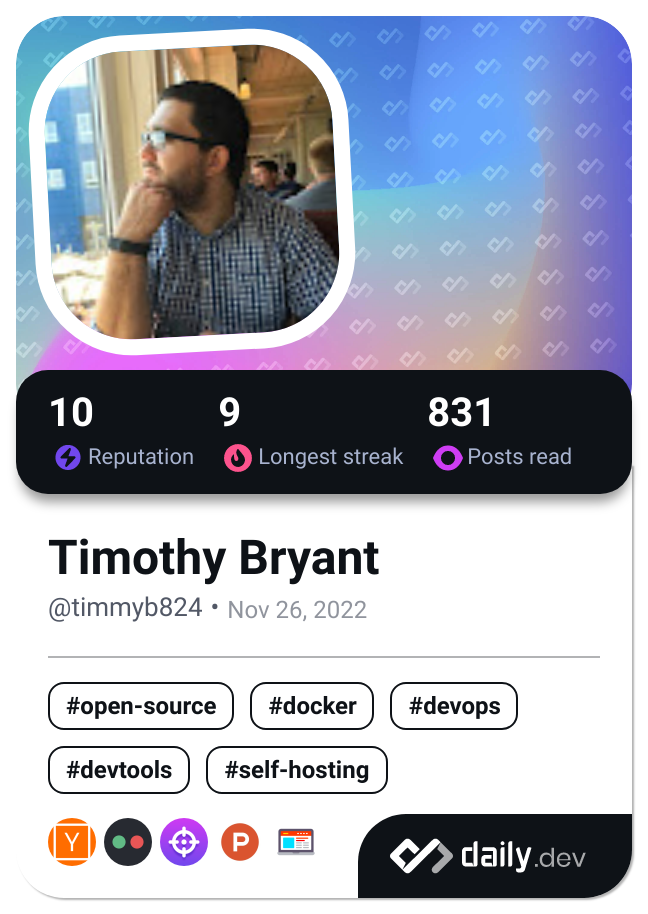 10 9 831
Reputation Longest streak Posts read
Timothy Bryant
@timmyb824 • Nov 26, 2022
#open-source #docker #devops
#devtools #self-hosting
Y P daily.dev